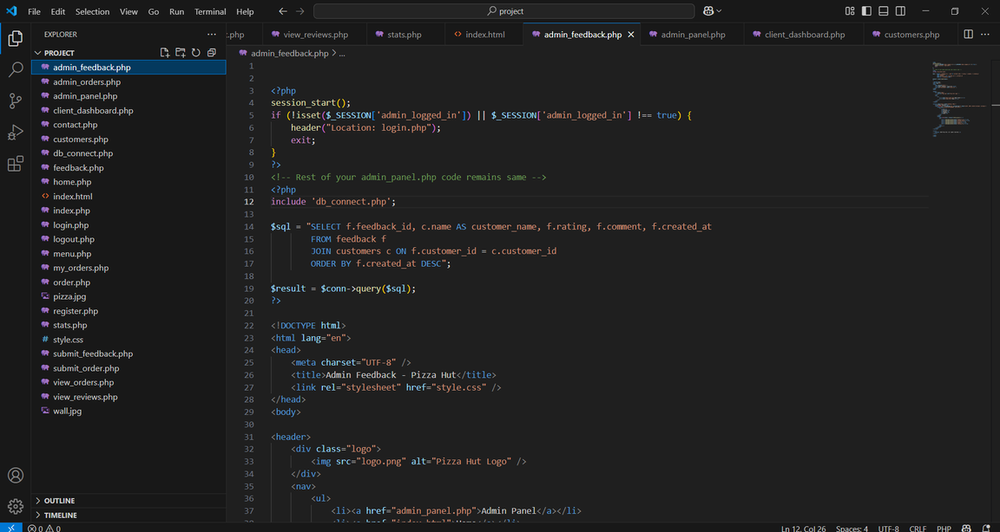 File Edit Selection View Go Run Terminal Help
project
EXPLORER
PROJECT
admin_feedback.php
admin_orders.php
admin_panel.php
client_dashboard.php
contact.php
customers.php
db_connect.php
feedback.php
home.php
index.html
index.php
login.php
logout.php
menu.php
my_orders.php
order.php
pizza.jpg
register.php
stats.php
style.css
submit_feedback.php
submit_order.php
view_orders.php
view_reviews.php
wall.jpg
OUTLINE
TIMELINE
.php view_reviews.php stats.php index.html admin_feedback.php admin_panel.php client_dashboard.php customers.php
admin_feedback.php > ...
1
2
3 <?php
4 session_start();
5 if (!isset($_SESSION['admin_logged_in']) || $_SESSION['admin_logged_in'] !== true) {
6 header("Location: login.php");
7 exit;
8 }
9 ?>
10 <!-- Rest of your admin_panel.php code remains same -->
11 <?php
12 include 'db_connect.php';
13
14 $sql = "SELECT f.feedback_id, c.name AS customer_name, f.rating, f.comment, f.created_at
15 FROM feedback f
16 JOIN customers c ON f.customer_id = c.customer_id
17 ORDER BY f.created_at DESC";
18
19 $result = $conn->query($sql);
20 ?>
21
22 <!DOCTYPE html>
23 <html lang="en">
24 <head>
25 <meta charset="UTF-8" />
26 <title>Admin Feedback - Pizza Hut</title>
27 <link rel="stylesheet" href="style.css" />
28 </head>
29 <body>
30
31 <header>
32 <div class="logo">
33 <img src="logo.png" alt="Pizza Hut Logo" />
34 </div>
35 <nav>
36 <ul>
37 <li><a href="admin_panel.php">Admin Panel</a></li>
0 0 Ln 12, Col 26 Spaces: 4 UTF-8 CRLF PHP